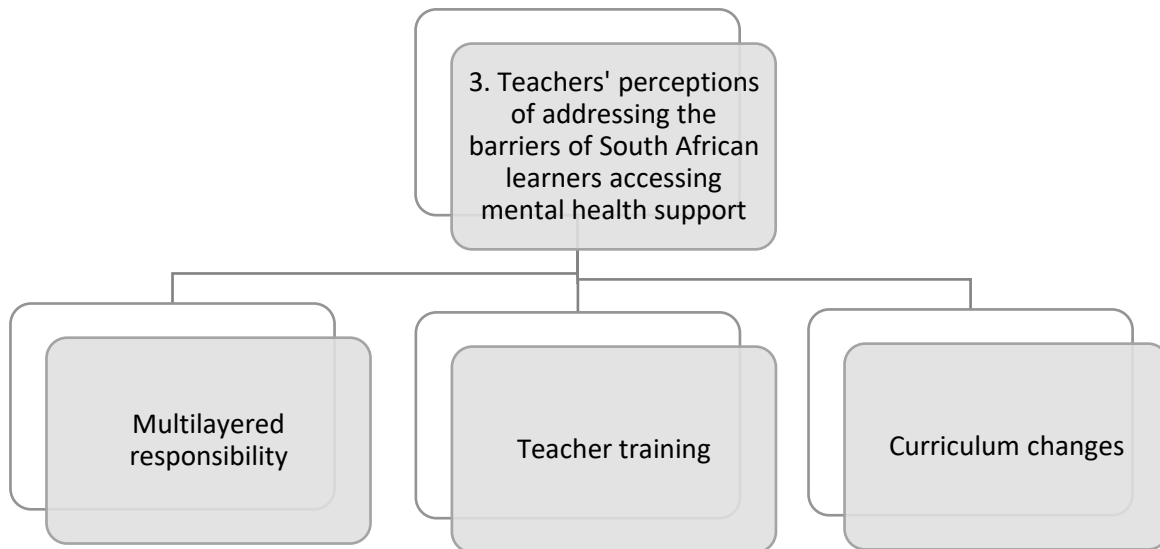 3. Teachers' perceptions
of addressing the
barriers of South African
learners accessing
mental health support
Multilayered
responsibility
Teacher training
Curriculum changes